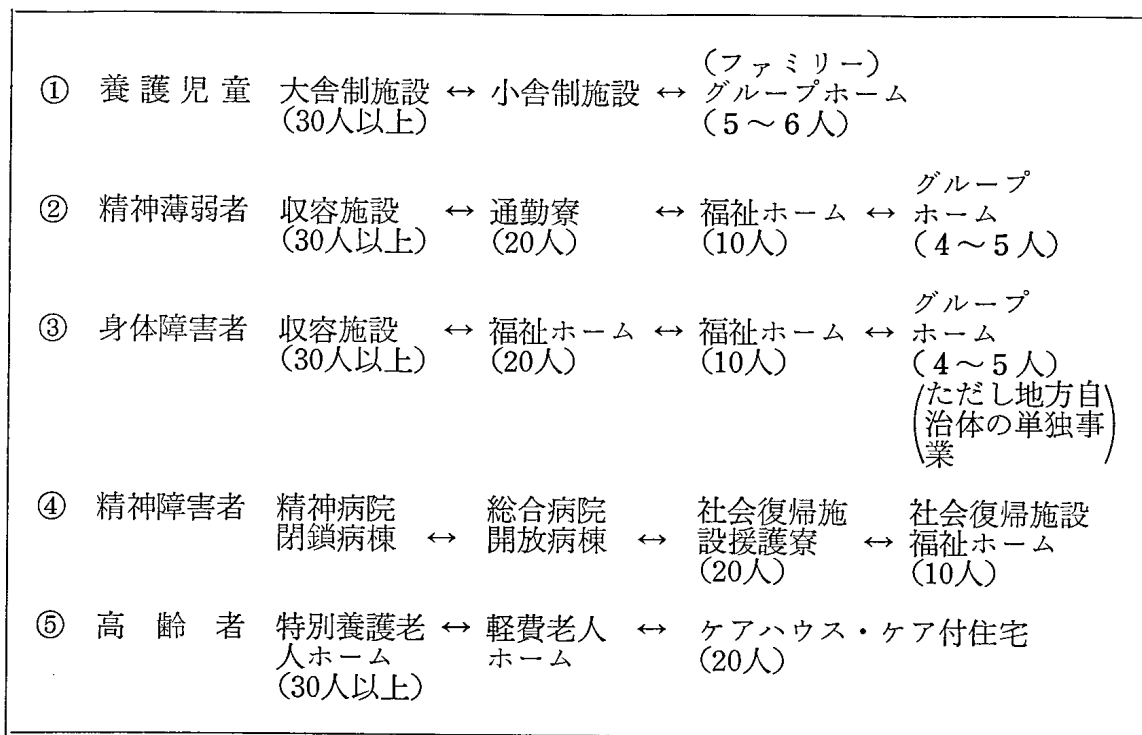 (ファミリー)
① 養護児童 大舎制施設 ↔ 小舎制施設 ↔ グループホーム
(30人以上) (5~6人)
グループ
② 精神薄弱者 収容施設 ↔ 通勤寮 ↔ 福祉ホーム ↔ ホーム
(30人以上) (20人) (10人) (4~5人)
グループ
③ 身体障害者 収容施設 ↔ 福祉ホーム ↔ 福祉ホーム ↔ ホーム
(30人以上) (20人) (10人) (4~5人)
(ただし地方自
治体の単独事
業)
④ 精神障害者 精神病院 総合病院 社会復帰施 社会復帰施設
閉鎖病棟 ↔ 開放病棟 ↔ 設援護寮 ↔ 福祉ホーム
(20人) (10人)
⑤ 高齢者 特別養護老 ↔ 軽費老人 ↔ ケアハウス・ケア付住宅
人ホーム ホーム (20人)
(30人以上)